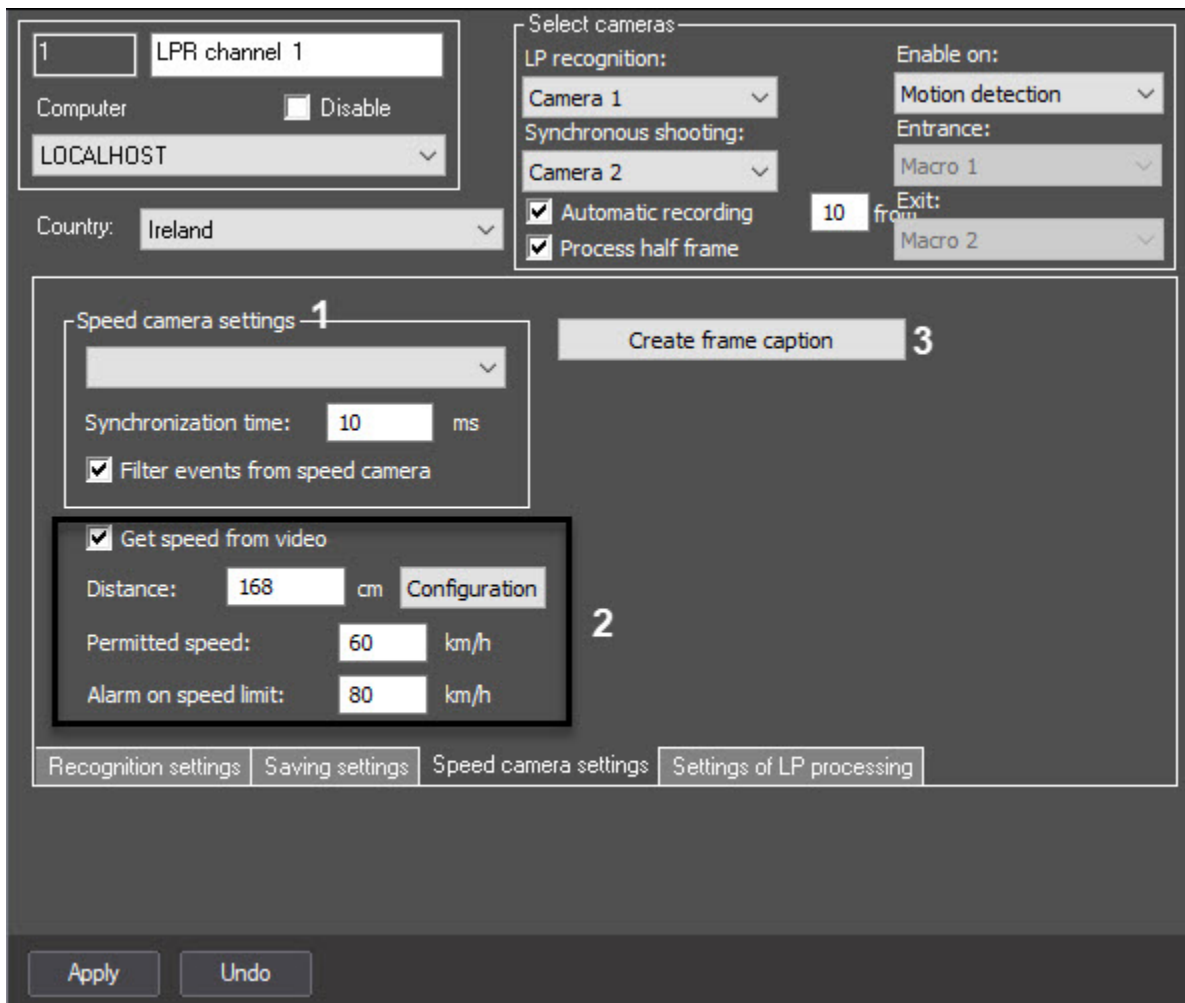 1 LPR channel 1
Computer Disable
LOCALHOST
Country: Ireland
Select cameras
LP recognition: Enable on:
Camera 1 Motion detection
Synchronous shooting: Entrance:
Camera 2 Macro 1
Automatic recording 10 from Exit:
Process half frame Macro 2
Speed camera settings 1
Create frame caption 3
Synchronization time: 10 ms
Filter events from speed camera
Get speed from video
Distance: 168 cm Configuration
2
Permitted speed: 60 km/h
Alarm on speed limit: 80 km/h
Recognition settings Saving settings Speed camera settings Settings of LP processing
Apply Undo